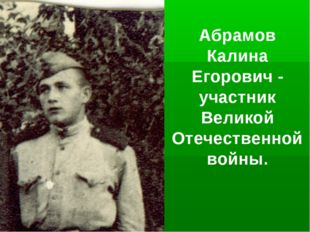 Абрамов
Калина
Егорович -
участник
Великой
Отечественной
войны.